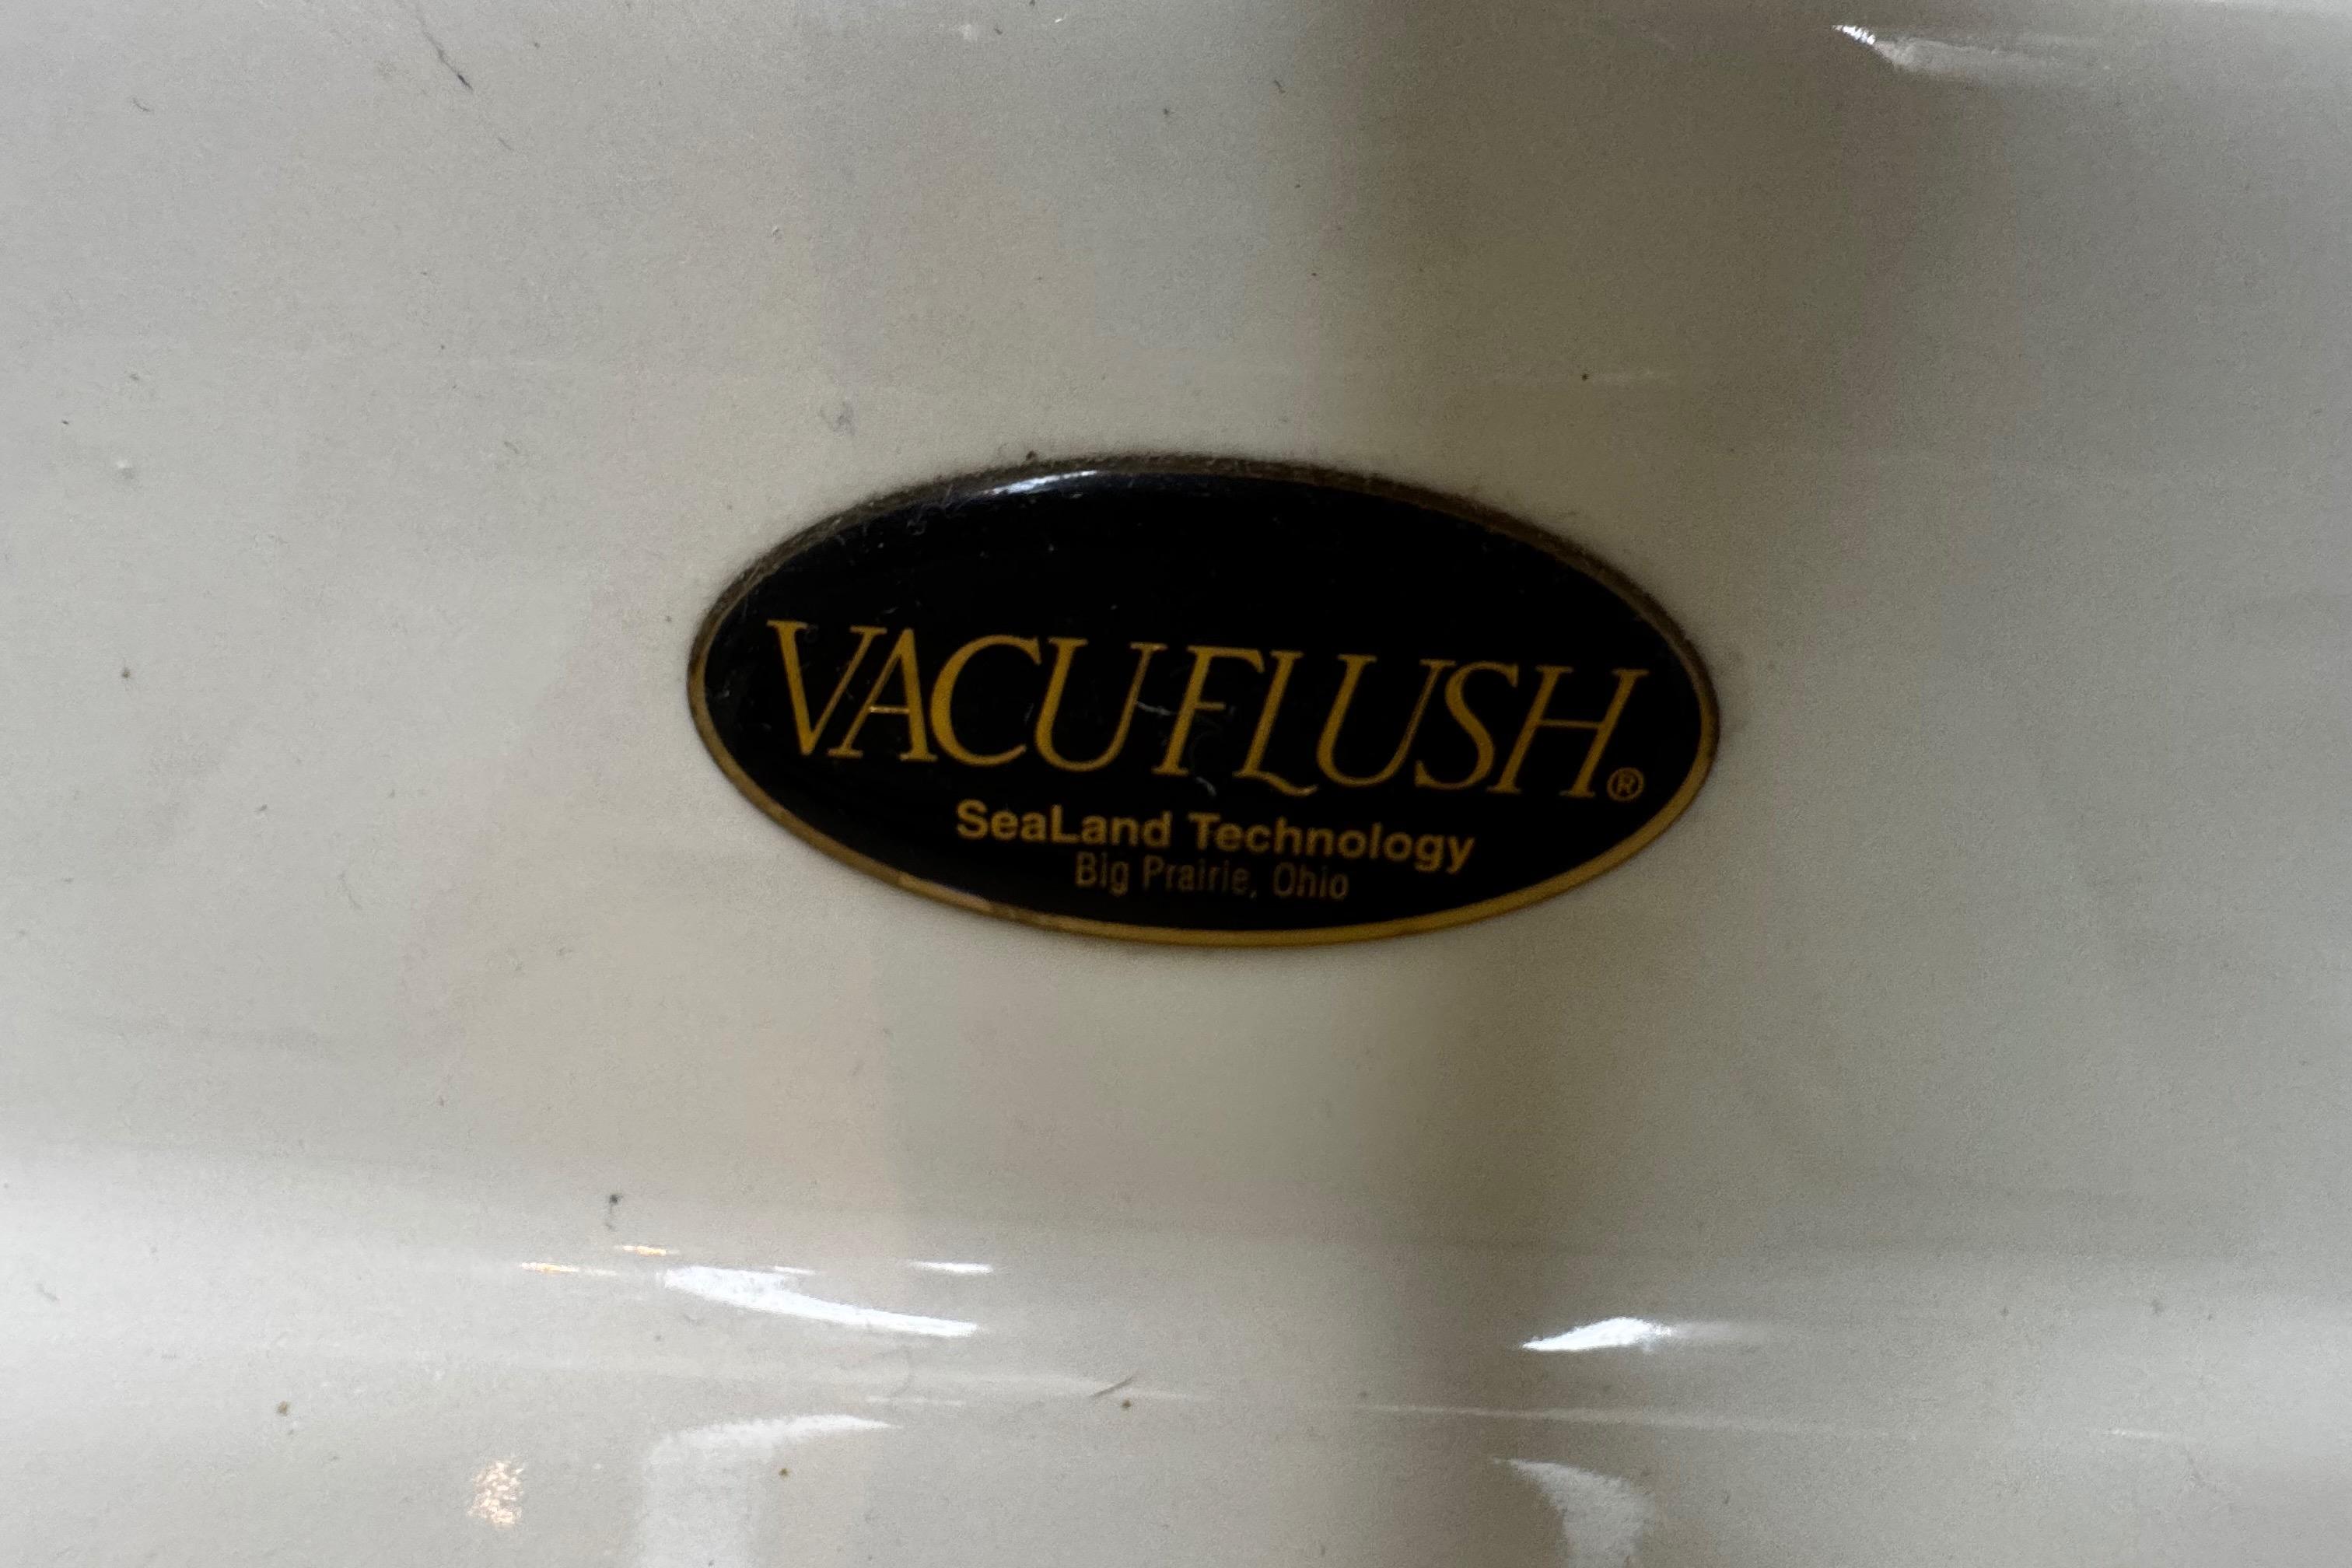 VACUFLUSH®
SeaLand Technology
Big Prairie, Ohio